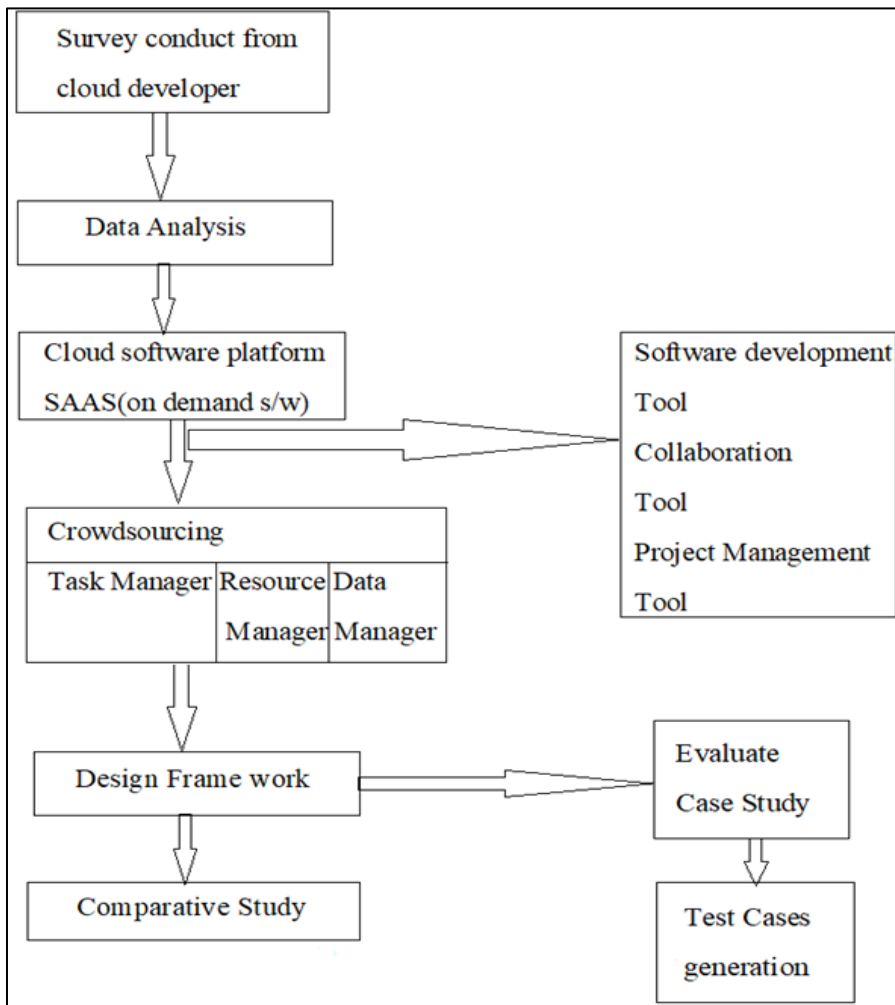 Survey conduct from
cloud developer
Data Analysis
Cloud software platform
SAAS(on demand s/w)
Software development
Tool
Collaboration
Tool
Project Management
Tool
Crowdsourcing
Task Manager
Resource
Manager
Data
Manager
Design Frame work
Evaluate
Case Study
Comparative Study
Test Cases
generation